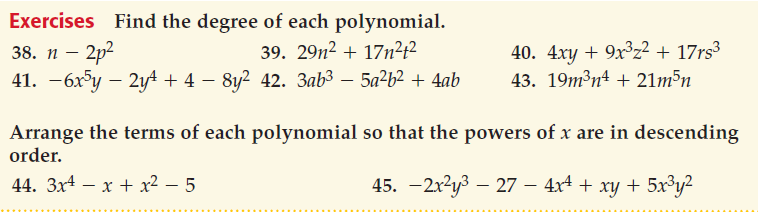 Exercises Find the degree of each polynomial.
38. n − 2p² 39. 29n² + 17n²t² 40. 4xy + 9x³z² + 17rs³
41. −6x⁵y − 2y⁴ + 4 − 8y² 42. 3ab³ − 5a²b² + 4ab 43. 19m³n⁴ + 21m⁵n
Arrange the terms of each polynomial so that the powers of x are in descending
order.
44. 3x⁴ − x + x² − 5 45. −2x²y³ − 27 − 4x⁴ + xy + 5x³y²